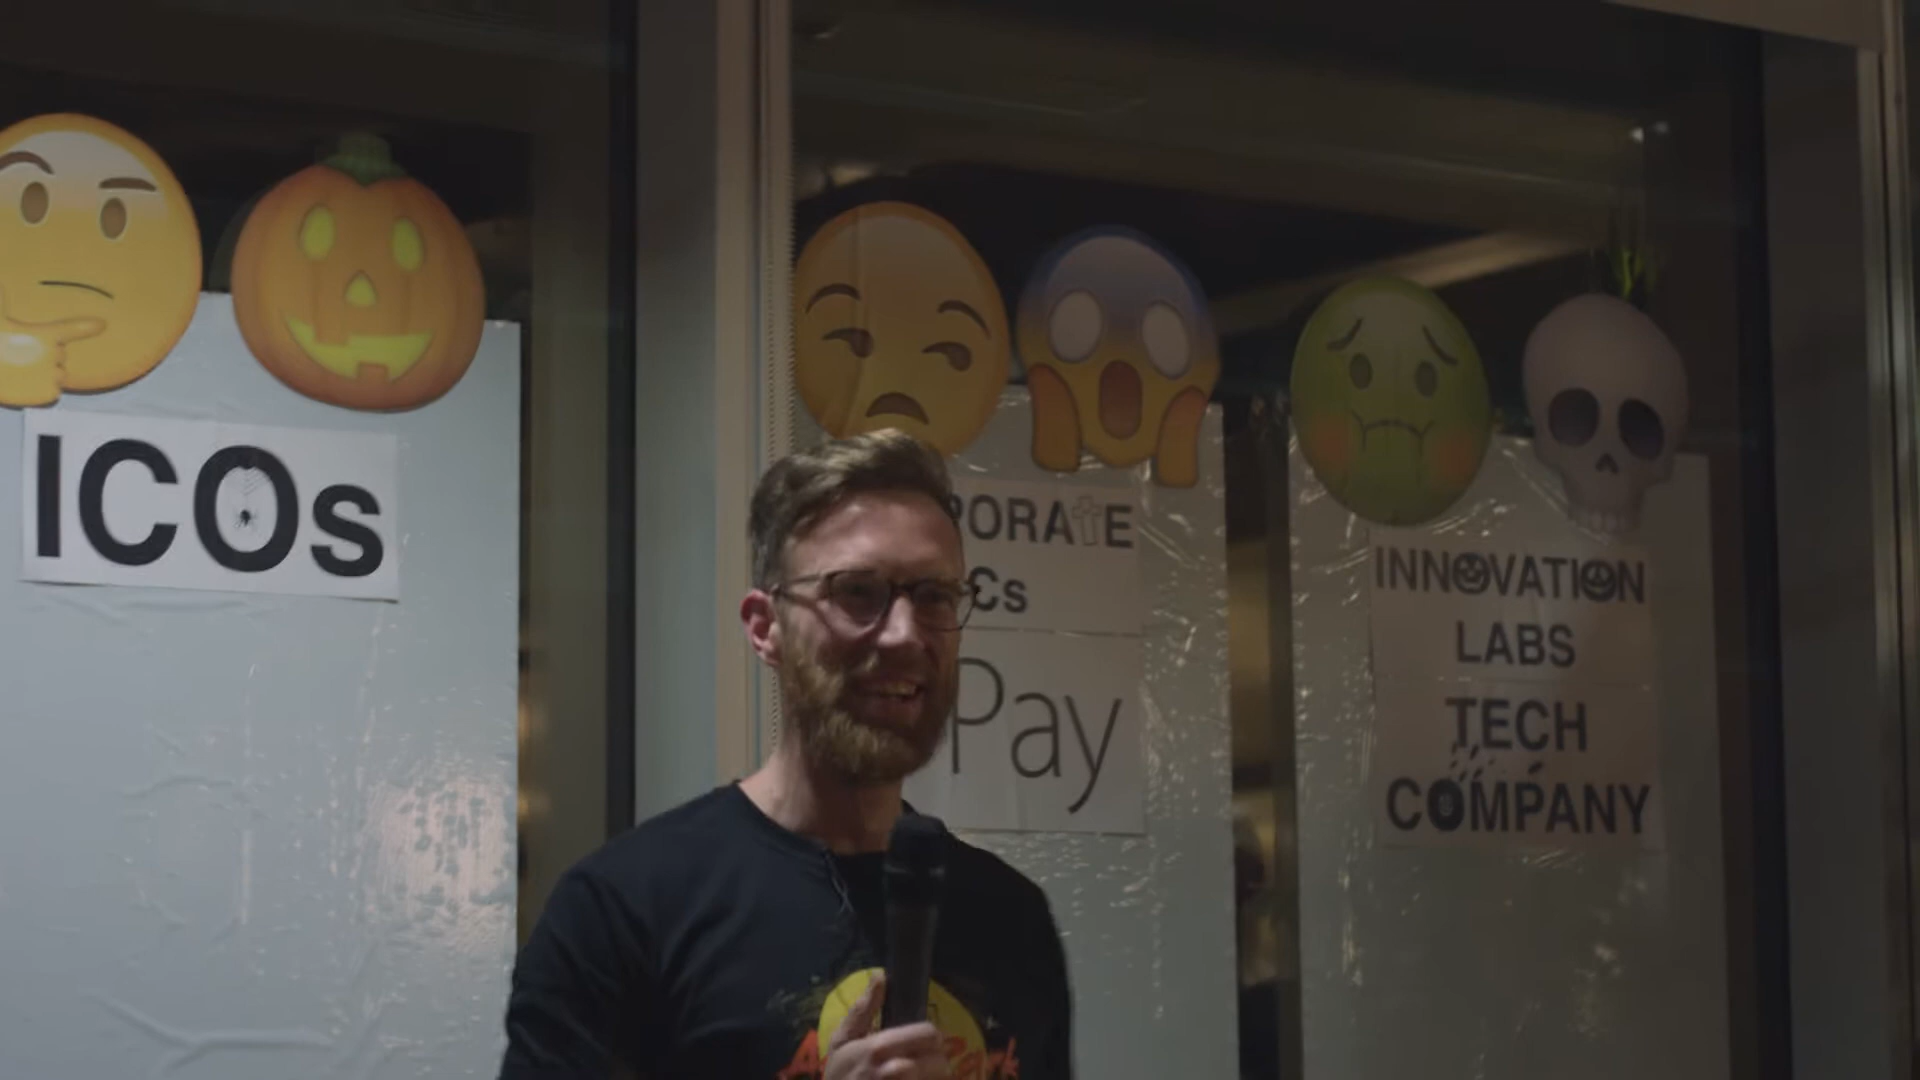 ICOs
PORATE
Cs
Pay
INNOVATION
LABS
TECH
COMPANY